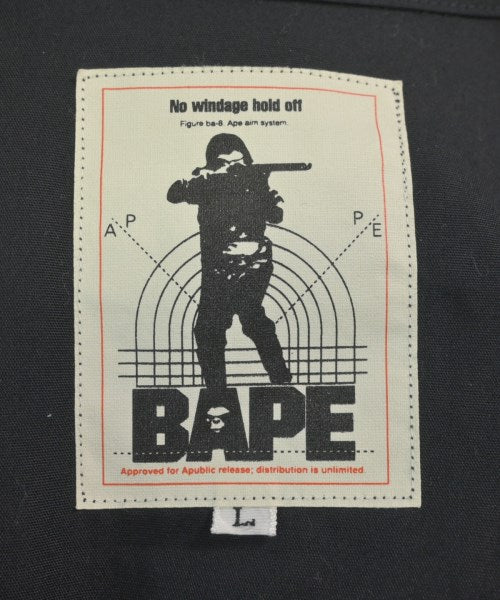 No windage hold off
Figure ba-8. Ape aim system.
AP
PE
BAPE
Approved for Apublic release; distribution is unlimited.
L